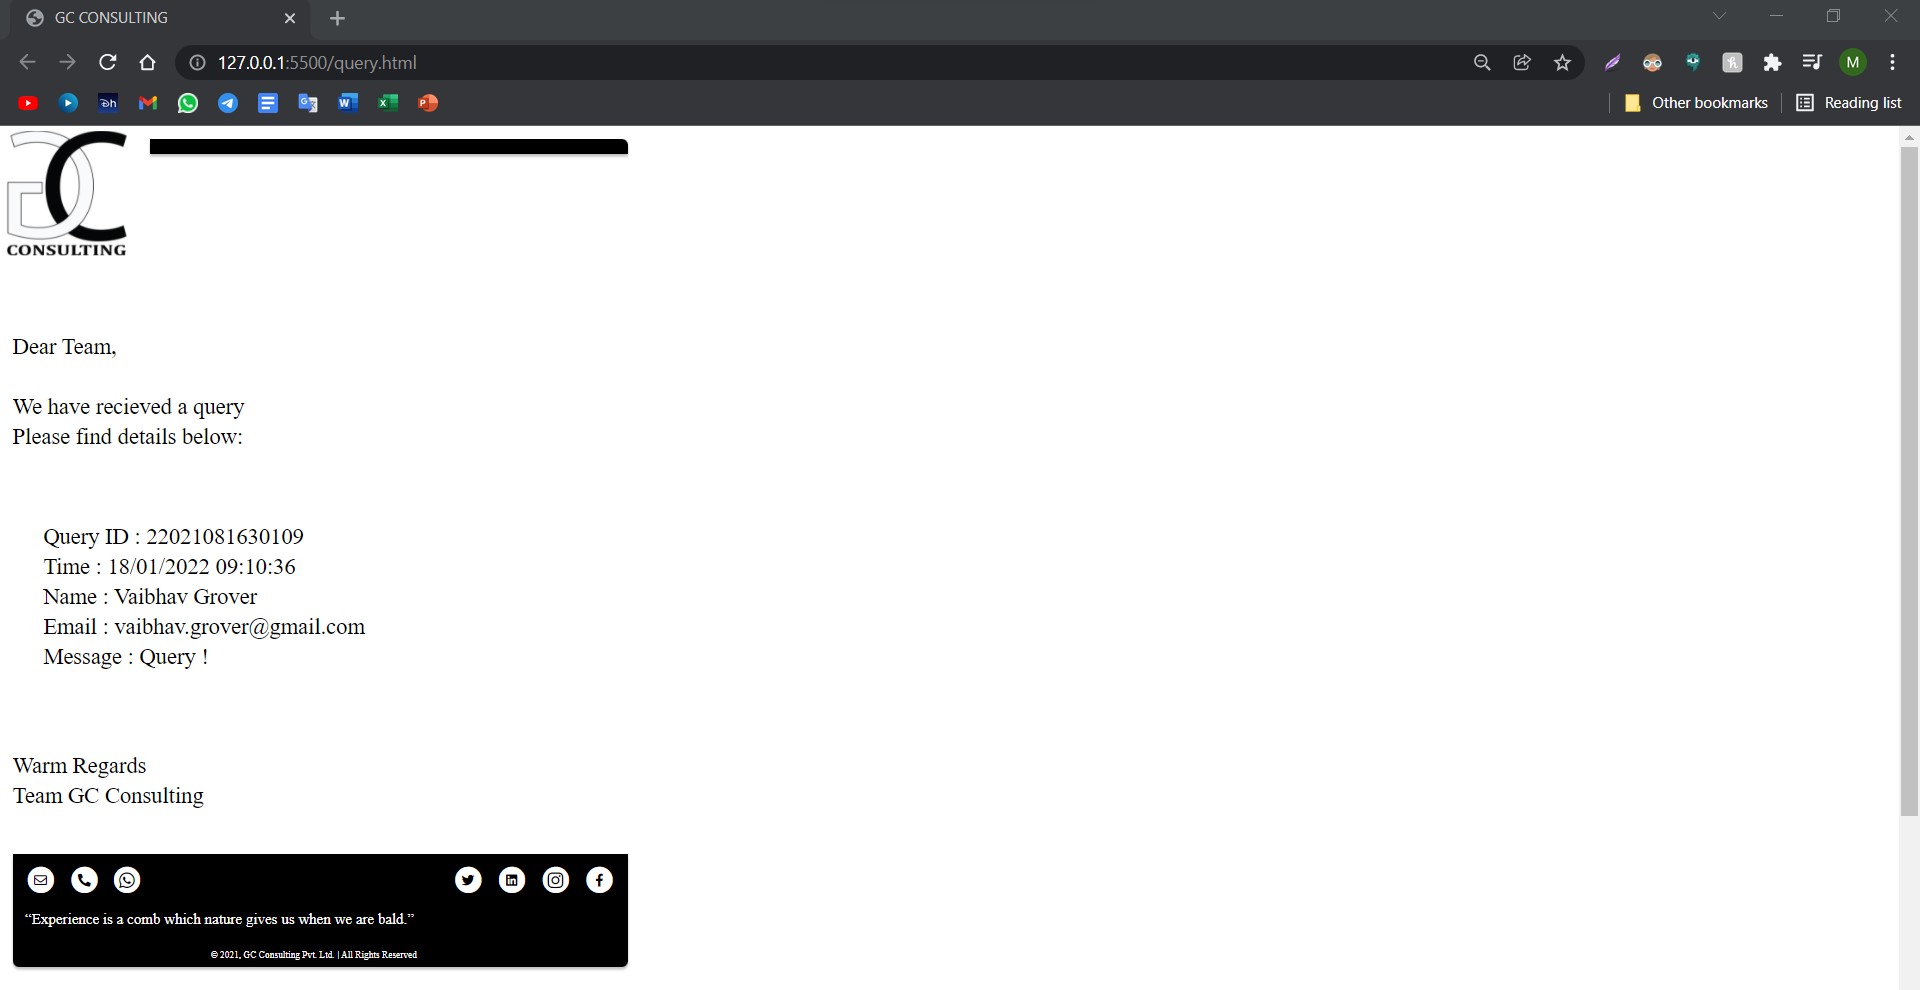 GC CONSULTING
127.0.0.1:5500/query.html
M
Other bookmarks
Reading list
GC
CONSULTING
Dear Team,
We have recieved a query
Please find details below:
Query ID : 22021081630109
Time : 18/01/2022 09:10:36
Name : Vaibhav Grover
Email : vaibhav.grover@gmail.com
Message : Query !
Warm Regards
Team GC Consulting
“Experience is a comb which nature gives us when we are bald.”
© 2021, GC Consulting Pvt. Ltd. | All Rights Reserved